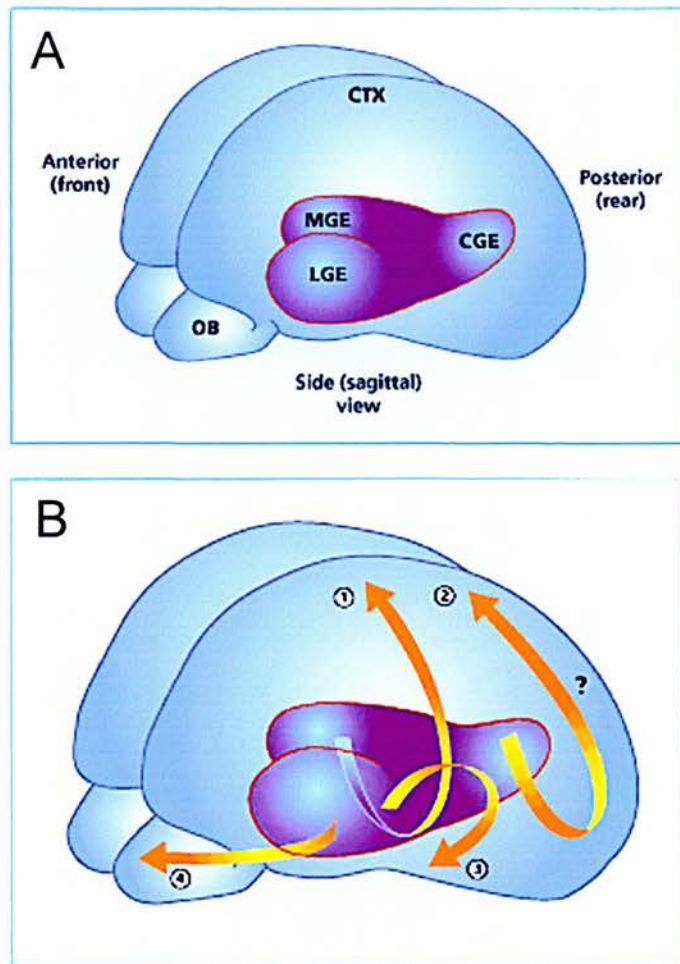 A
CTX
Anterior
(front)
Posterior
(rear)
MGE
CGE
LGE
OB
Side (sagittal)
view
B
①
②
?
③
④